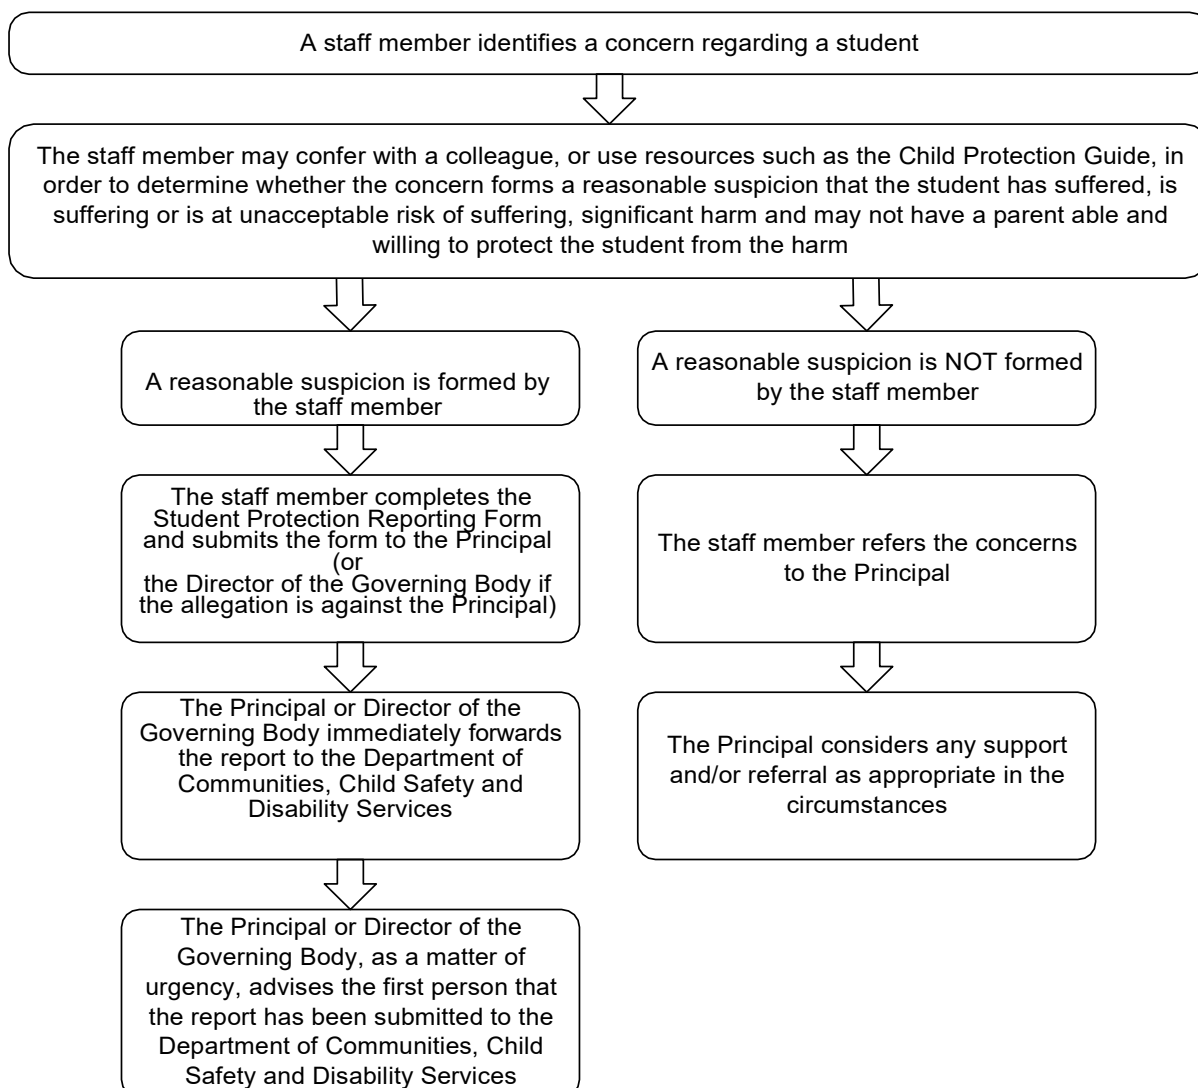 A staff member identifies a concern regarding a student
The staff member may confer with a colleague, or use resources such as the Child Protection Guide, in
order to determine whether the concern forms a reasonable suspicion that the student has suffered, is
suffering or is at unacceptable risk of suffering, significant harm and may not have a parent able and
willing to protect the student from the harm
A reasonable suspicion is formed by
the staff member
A reasonable suspicion is NOT formed
by the staff member
The staff member completes the
Student Protection Reporting Form
and submits the form to the Principal
(or
the Director of the Governing Body if
the allegation is against the Principal)
The staff member refers the concerns
to the Principal
The Principal or Director of the
Governing Body immediately forwards
the report to the Department of
Communities, Child Safety and
Disability Services
The Principal considers any support
and/or referral as appropriate in the
circumstances
The Principal or Director of the
Governing Body, as a matter of
urgency, advises the first person that
the report has been submitted to the
Department of Communities, Child
Safety and Disability Services